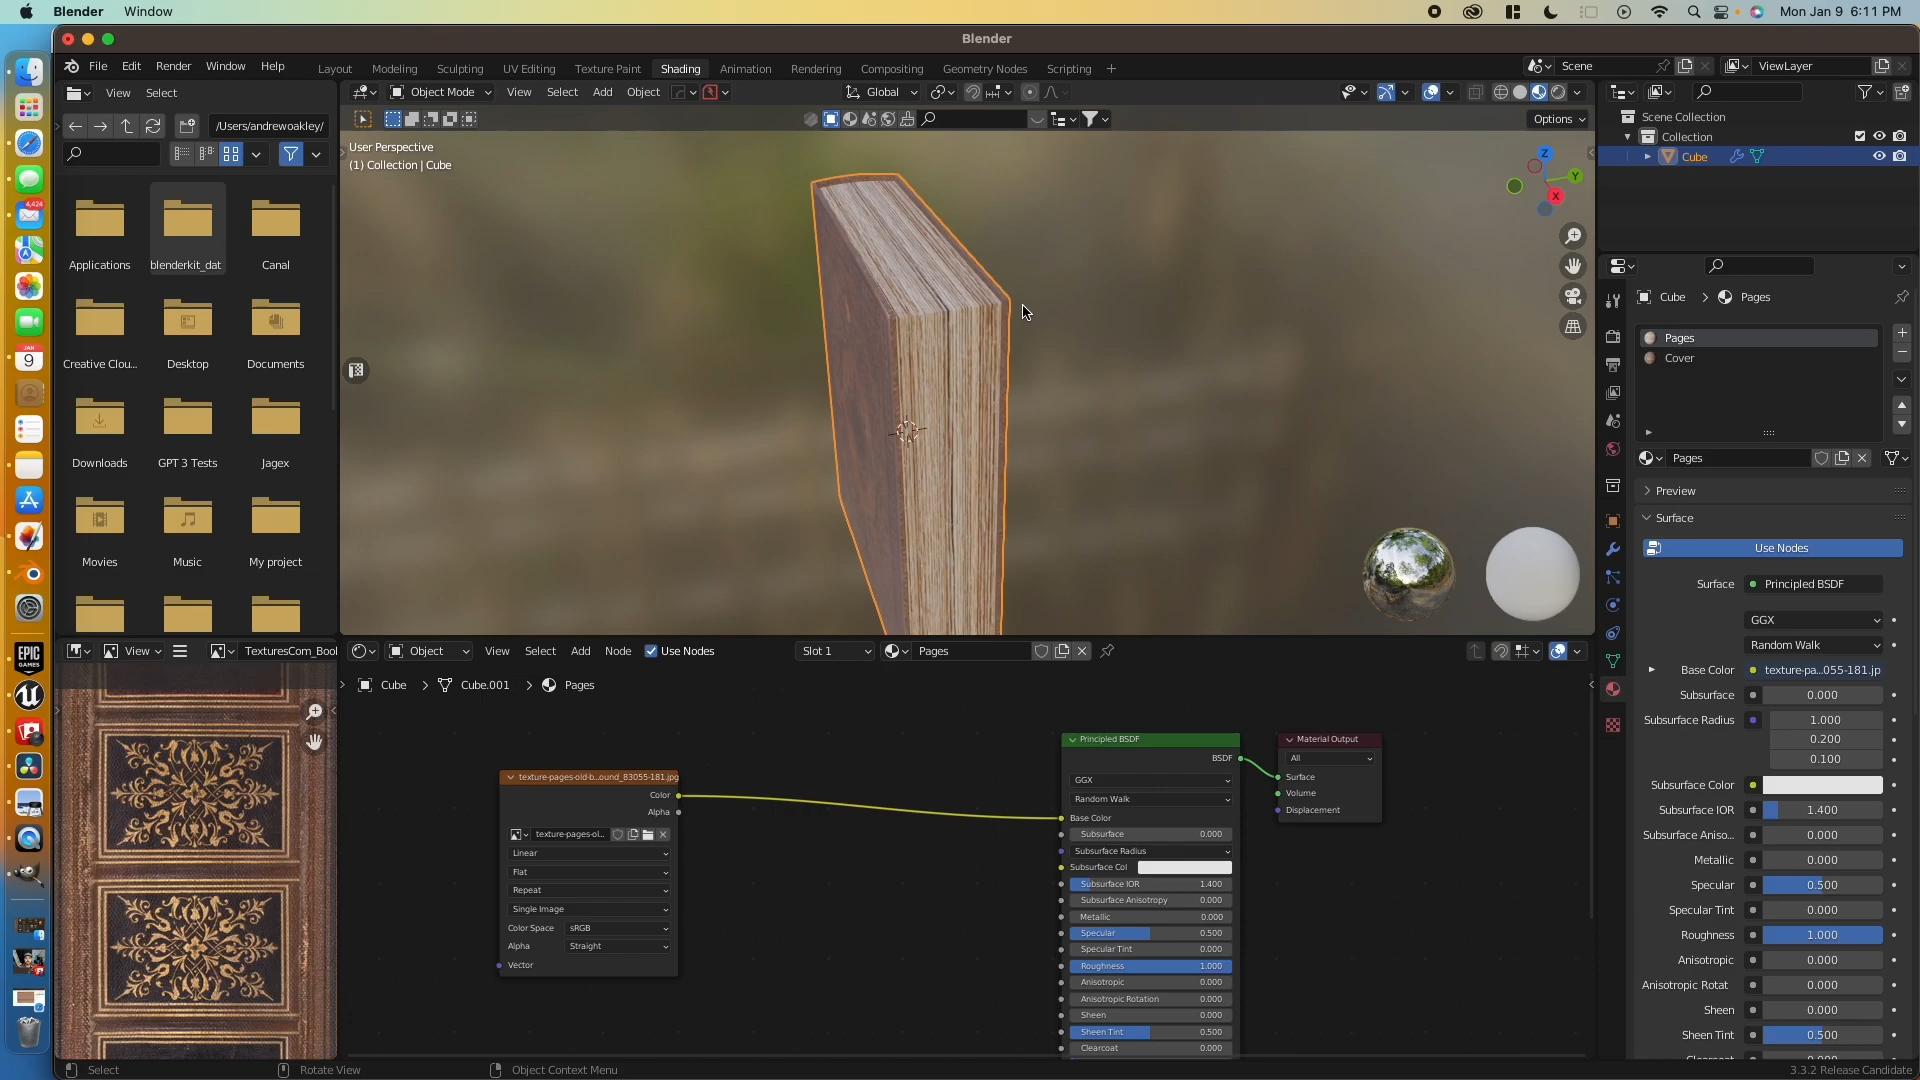 Blender Window
Mon Jan 9 6:11 PM
Blender
File Edit Render Window Help
Layout Modeling Sculpting UV Editing Texture Paint Shading Animation Rendering Compositing Geometry Nodes Scripting +
Scene
ViewLayer
View Select
Object Mode View Select Add Object
Global
/Users/andrewoakley/
Options
User Perspective
(1) Collection | Cube
Z
Y
X
Applications
blenderkit_dat
Canal
Creative Clou...
Desktop
Documents
Downloads
GPT 3 Tests
Jagex
Movies
Music
My project
4,424
JAN
9
EPIC
GAMES
Scene Collection
Collection
Cube
Cube > Pages
Pages
Cover
Pages
Preview
Surface
Use Nodes
Surface Principled BSDF
GGX
Random Walk
Base Color texture-pa...055-181.jp
Subsurface 0.000
Subsurface Radius 1.000
0.200
0.100
Subsurface Color
Subsurface IOR 1.400
Subsurface Aniso... 0.000
Metallic 0.000
Specular 0.500
Specular Tint 0.000
Roughness 1.000
Anisotropic 0.000
Anisotropic Rotat 0.000
Sheen 0.000
Sheen Tint 0.500
View
TexturesCom_Bool
Object View Select Add Node Use Nodes
Slot 1
Pages
Cube > Cube.001 > Pages
texture-pages-old-b...ound_83055-181.jpg
Color
Alpha
texture-pages-ol...
Linear
Flat
Repeat
Single Image
Color Space sRGB
Alpha Straight
Vector
Principled BSDF
BSDF
GGX
Random Walk
Base Color
Subsurface 0.000
Subsurface Radius
Subsurface Col
Subsurface IOR 1.400
Subsurface Anisotropy 0.000
Metallic 0.000
Specular 0.500
Specular Tint 0.000
Roughness 1.000
Anisotropic 0.000
Anisotropic Rotation 0.000
Sheen 0.000
Sheen Tint 0.500
Clearcoat 0.000
Material Output
All
Surface
Volume
Displacement
Select
Rotate View
Object Context Menu
3.3.2 Release Candidate